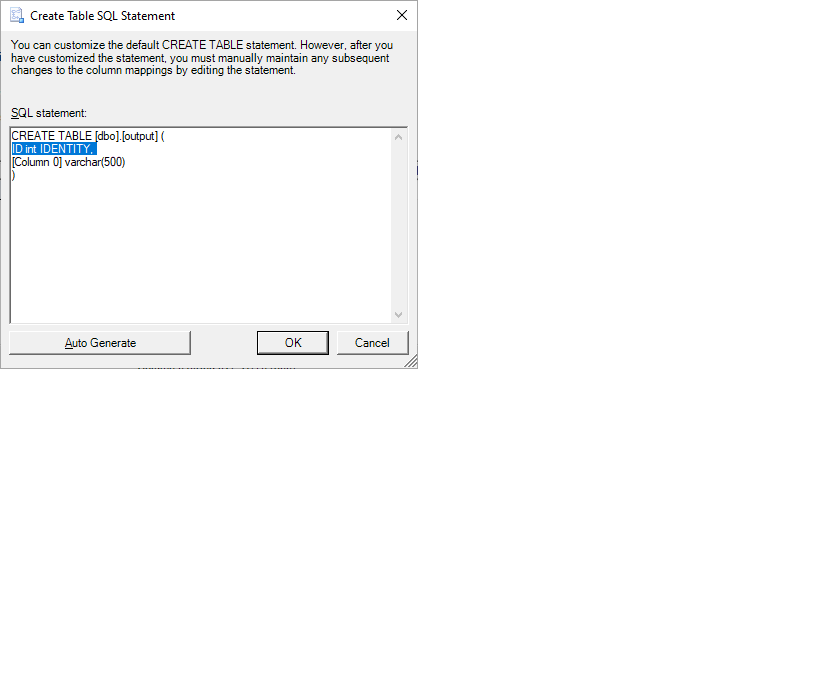 Create Table SQL Statement
You can customize the default CREATE TABLE statement. However, after you
have customized the statement, you must manually maintain any subsequent
changes to the column mappings by editing the statement.
SQL statement:
CREATE TABLE [dbo].[output] (
ID int IDENTITY,
[Column 0] varchar(500)
)
Auto Generate
OK
Cancel